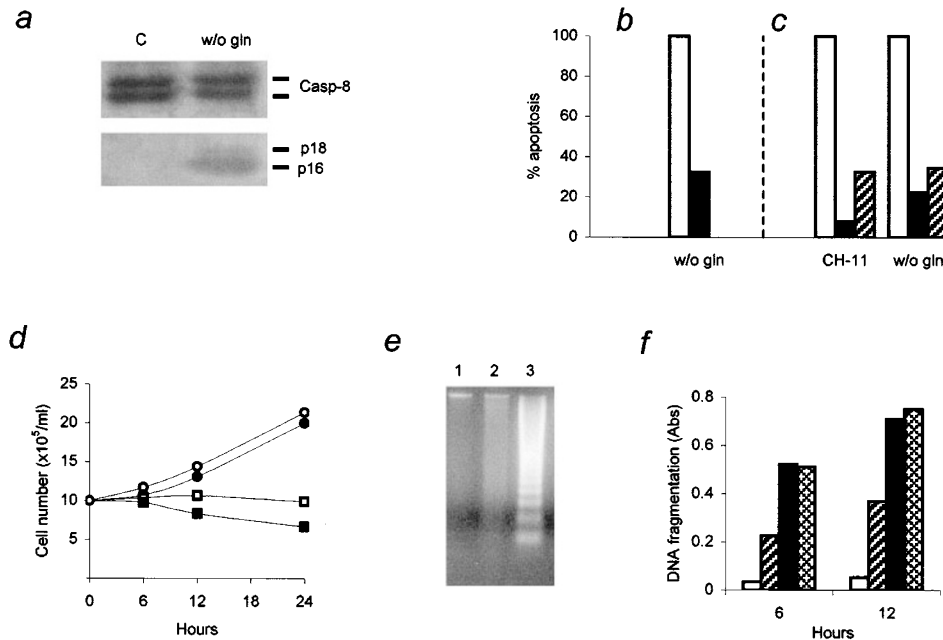 a
C w/o gln
Casp-8
p18
p16
b
c
% apoptosis
100
80
60
40
20
0
w/o gln CH-11 w/o gln
d
Cell number (x10⁵/ml)
25
20
15
10
5
0 6 12 18 24
Hours
e
1 2 3
f
DNA fragmentation (Abs)
0.8
0.6
0.4
0.2
0
6 12
Hours